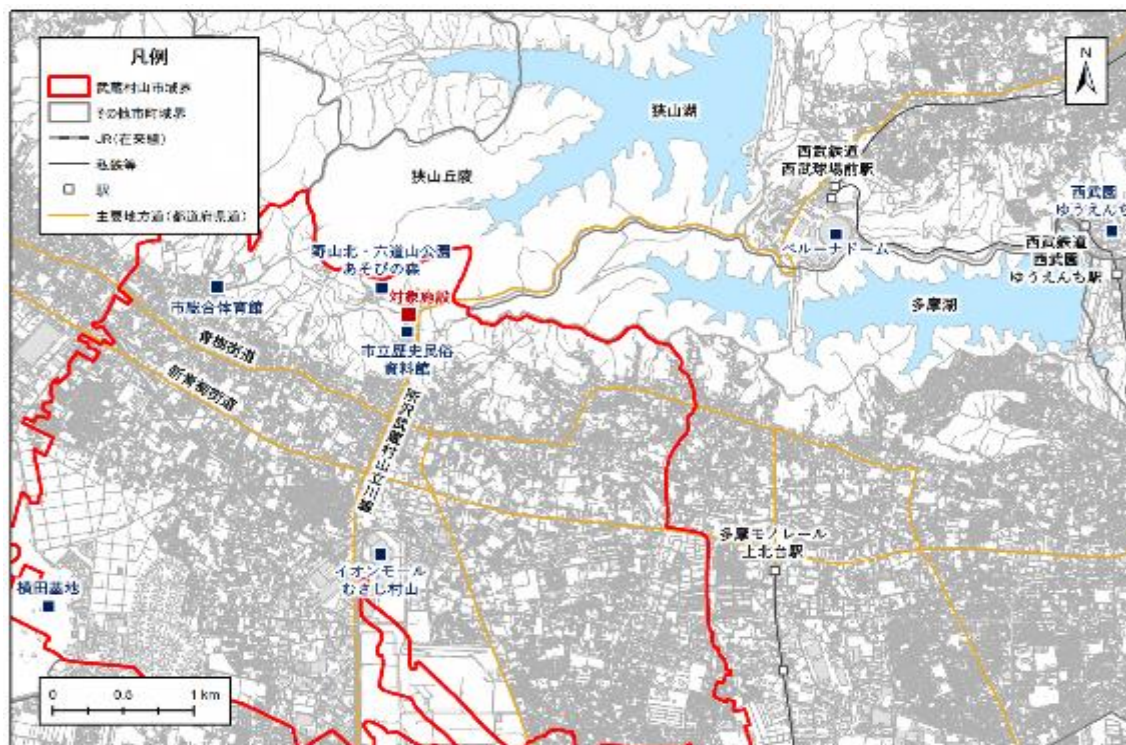 凡例
武蔵村山市域界
その他市町域界
JR(在来線)
私鉄等
駅
主要地方道(都道府県道)
N
狭山湖
狭山丘陵
西武鉄道
西武球場前駅
西武園
ゆうえんち
ベルーナドーム
西武鉄道
西武園
ゆうえんち駅
野山北・六道山公園
あそびの森
対象施設
市総合体育館
市立歴史民俗
資料館
多摩湖
青梅街道
新青梅街道
所沢武蔵村山立川線
多摩モノレール
上北台駅
イオンモール
むさし村山
横田基地
0 0.5 1 km